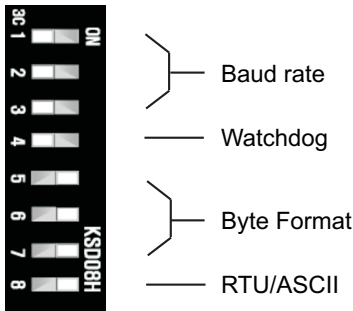 3C
ON
1
2
3
4
5
6
7
8
KSD08H
Baud rate
Watchdog
Byte Format
RTU/ASCII